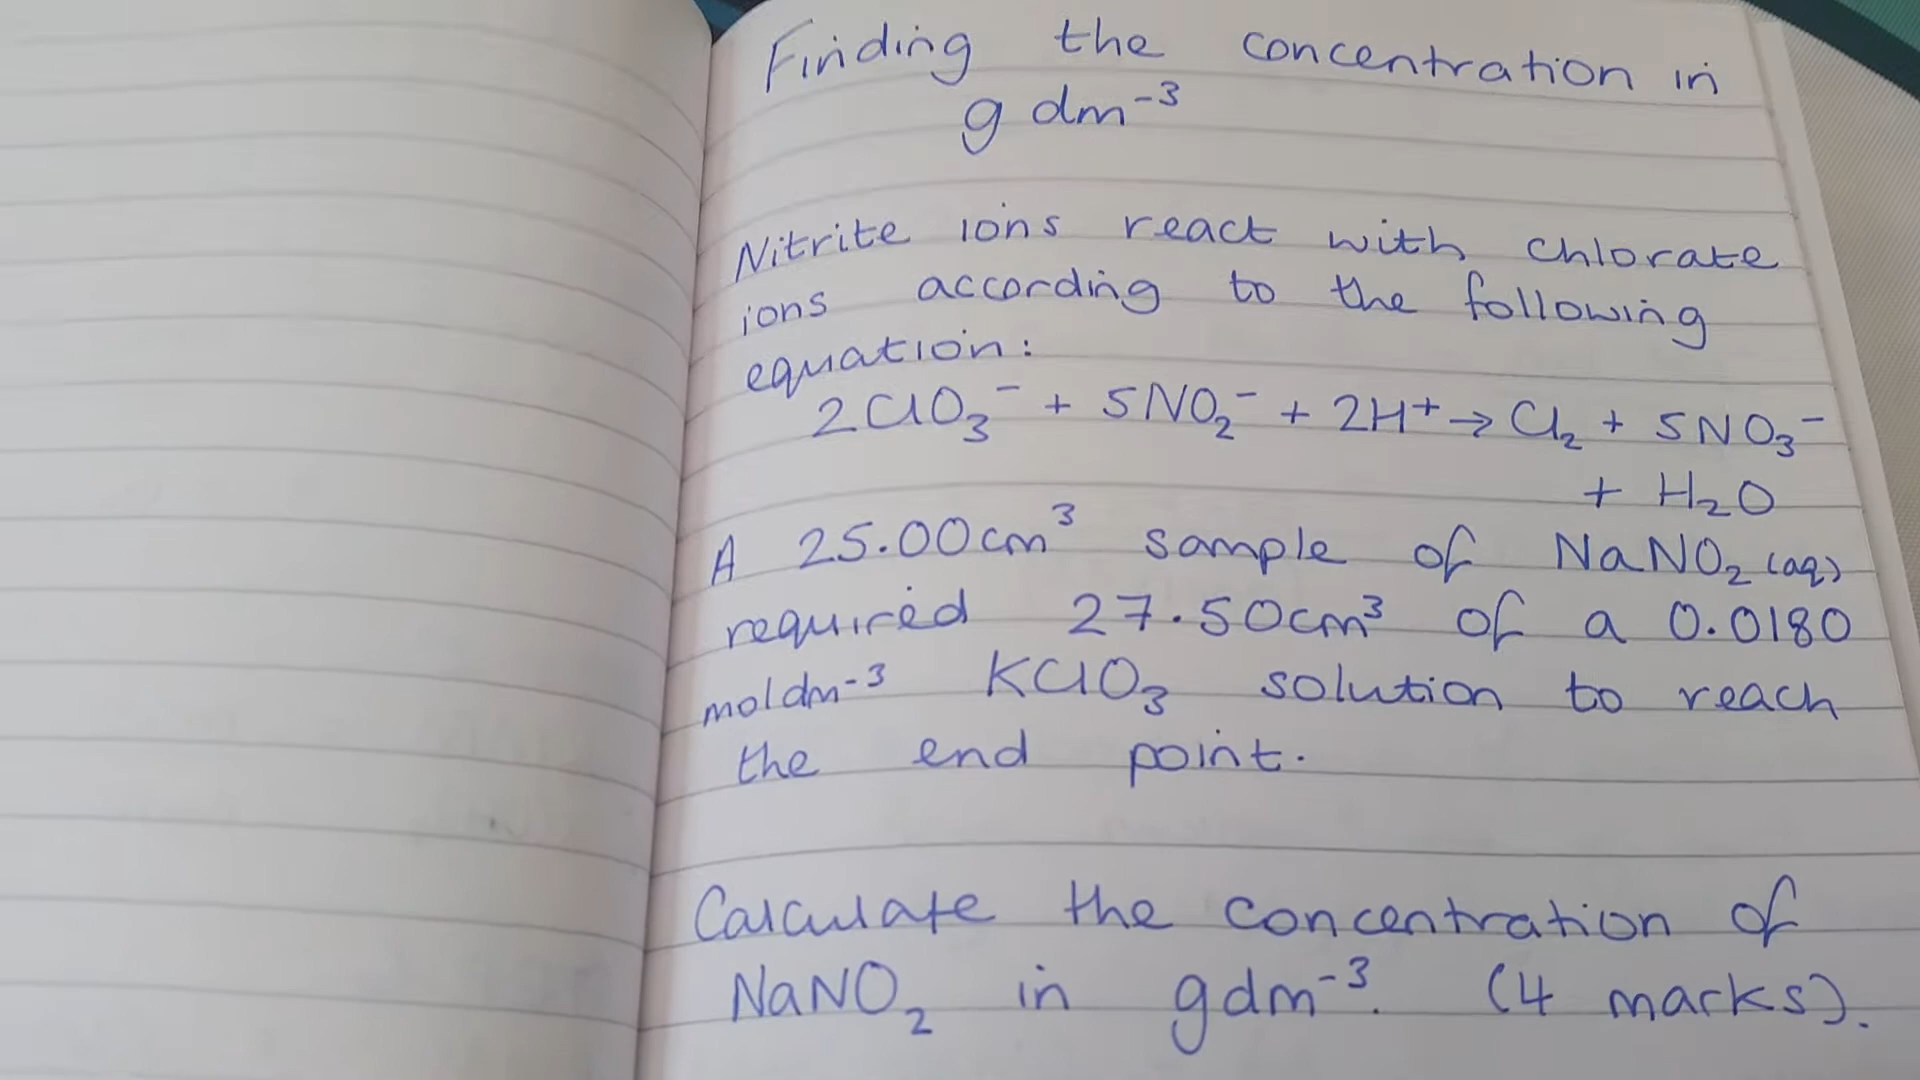 Finding the concentration in
g dm⁻³
Nitrite ions react with chlorate
ions according to the following
equation:
2ClO₃⁻ + 5NO₂⁻ + 2H⁺ → Cl₂ + 5NO₃⁻
+ H₂O
A 25.00cm³ sample of NaNO₂ (aq)
required 27.50cm³ of a 0.0180
moldm⁻³ KClO₃ solution to reach
the end point.
Calculate the concentration of
NaNO₂ in gdm⁻³. (4 marks).